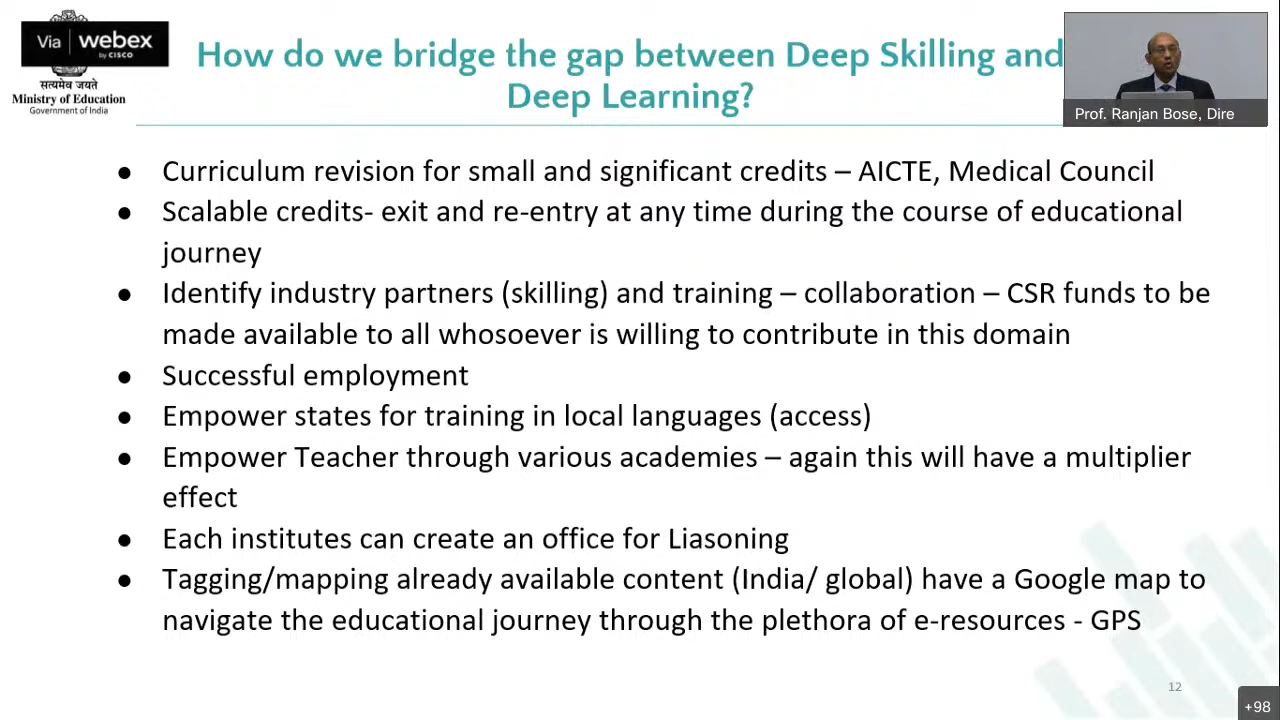 Via webex
by CISCO
सत्यमेव जयते
Ministry of Education
Government of India
How do we bridge the gap between Deep Skilling and
Deep Learning?
Prof. Ranjan Bose, Dire
● Curriculum revision for small and significant credits – AICTE, Medical Council
● Scalable credits- exit and re-entry at any time during the course of educational
journey
● Identify industry partners (skilling) and training – collaboration – CSR funds to be
made available to all whosoever is willing to contribute in this domain
● Successful employment
● Empower states for training in local languages (access)
● Empower Teacher through various academies – again this will have a multiplier
effect
● Each institutes can create an office for Liasoning
● Tagging/mapping already available content (India/ global) have a Google map to
navigate the educational journey through the plethora of e-resources - GPS
12
+98